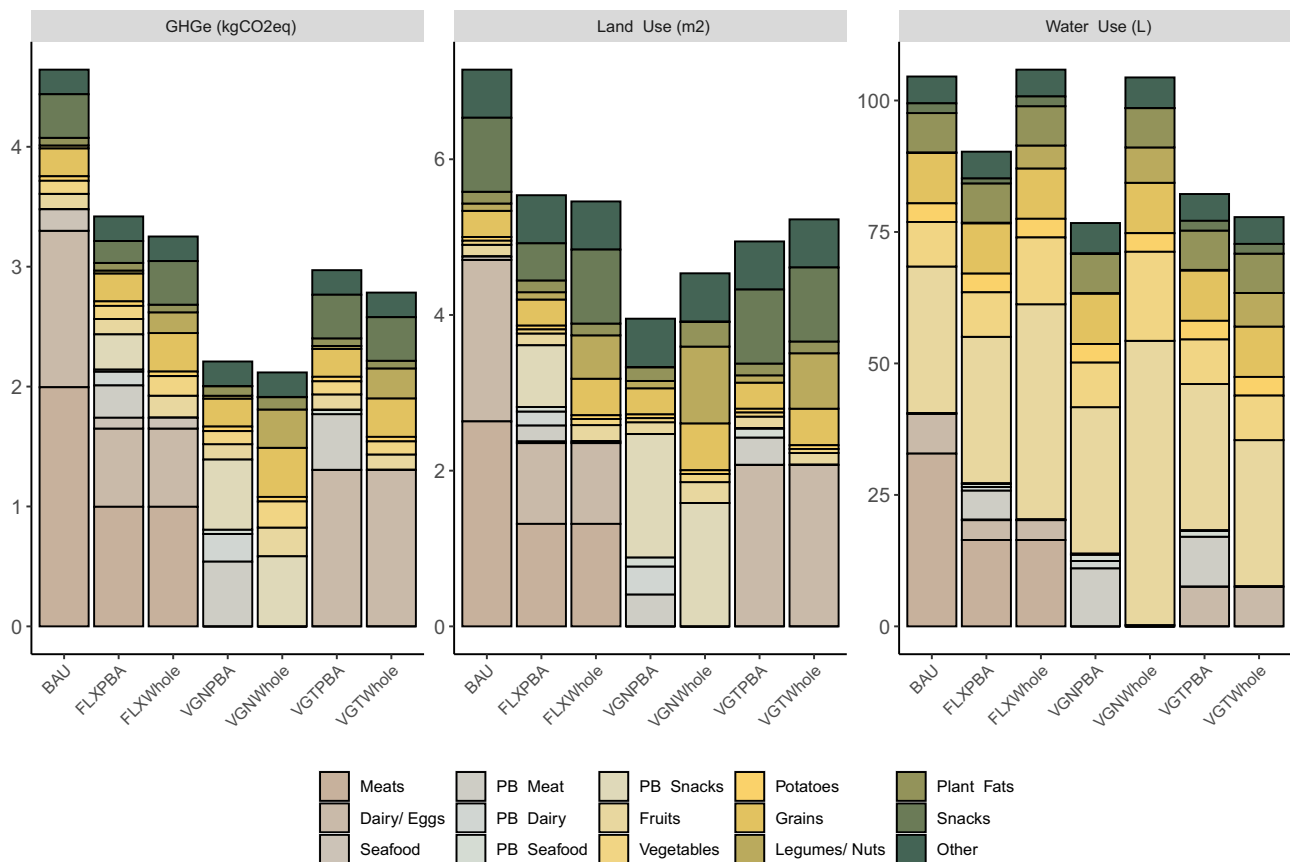 GHGe (kgCO2eq)
Land Use (m2)
Water Use (L)
4
3
2
1
0
6
4
2
0
100
75
50
25
0
BAU
FLXPBA
FLXWhole
VGNPBA
VGNWhole
VGTPBA
VGTWhole
BAU
FLXPBA
FLXWhole
VGNPBA
VGNWhole
VGTPBA
VGTWhole
BAU
FLXPBA
FLXWhole
VGNPBA
VGNWhole
VGTPBA
VGTWhole
Meats
PB Meat
PB Snacks
Potatoes
Plant Fats
Dairy/ Eggs
PB Dairy
Fruits
Grains
Snacks
Seafood
PB Seafood
Vegetables
Legumes/ Nuts
Other